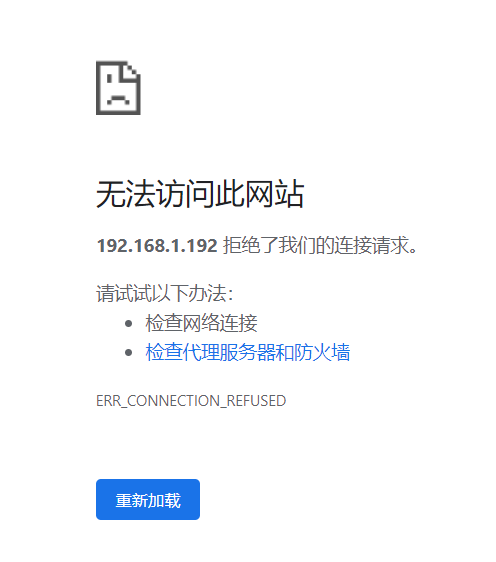 无法访问此网站
192.168.1.192 拒绝了我们的连接请求。
请试试以下办法：
检查网络连接
检查代理服务器和防火墙
ERR_CONNECTION_REFUSED
重新加载